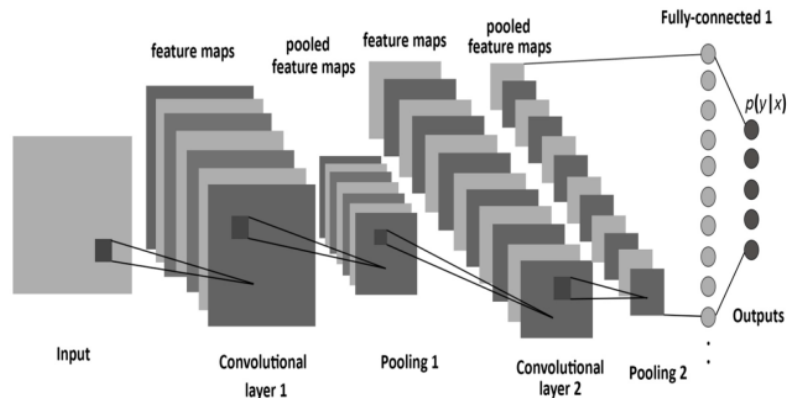 Fully-connected 1
feature maps
pooled
feature maps
feature maps
pooled
feature maps
p(y|x)
Input
Convolutional
layer 1
Pooling 1
Convolutional
layer 2
Pooling 2
Outputs